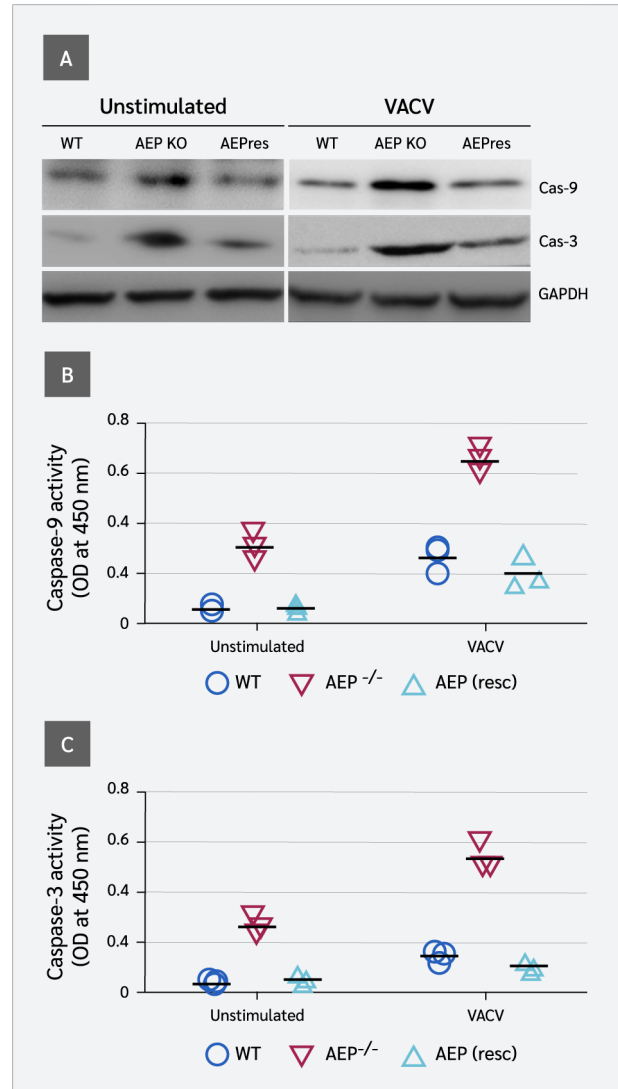 A
Unstimulated VACV
WT AEP KO AEPres WT AEP KO AEPres
Cas-9
Cas-3
GAPDH
B
Caspase-9 activity
(OD at 450 nm)
0.8
0.6
0.4
0.4
0
Unstimulated VACV
WT AEP -/- AEP (resc)
C
Caspase-3 activity
(OD at 450 nm)
0.8
0.6
0.4
0.4
0
Unstimulated VACV
WT AEP-/- AEP (resc)